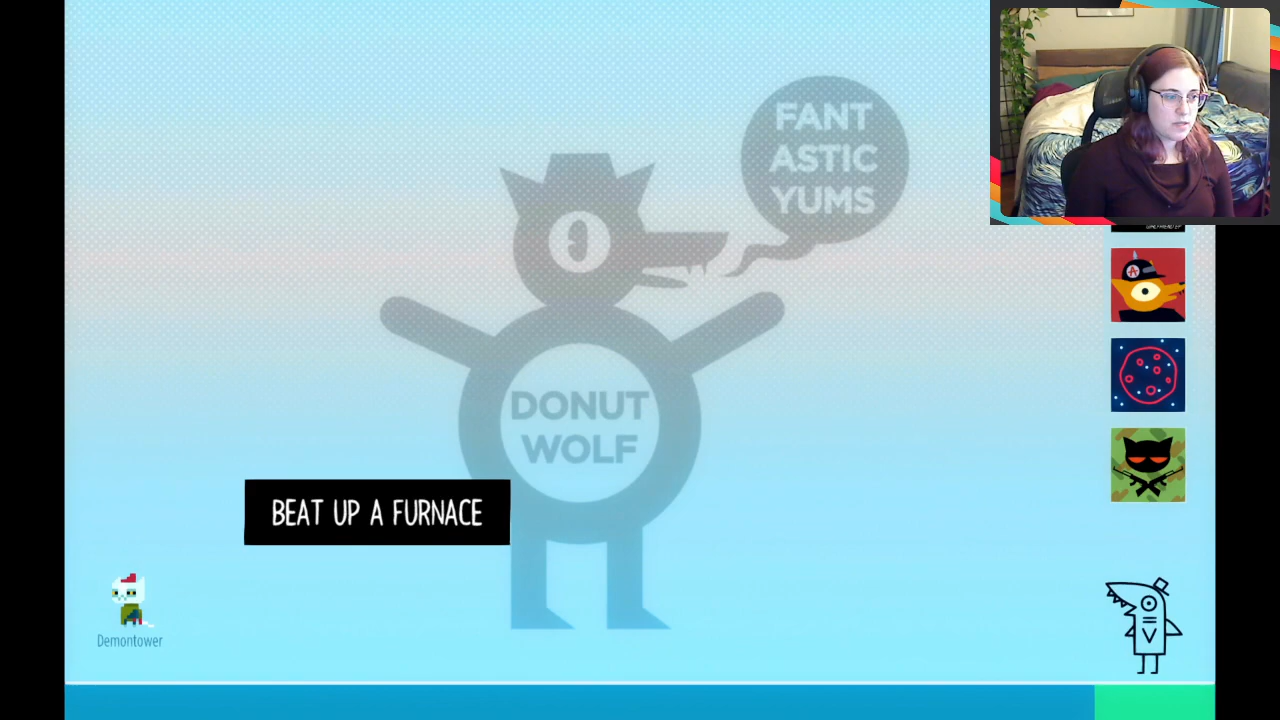 FANT
ASTIC
YUMS
DONUT
WOLF
BEAT UP A FURNACE
Demontower